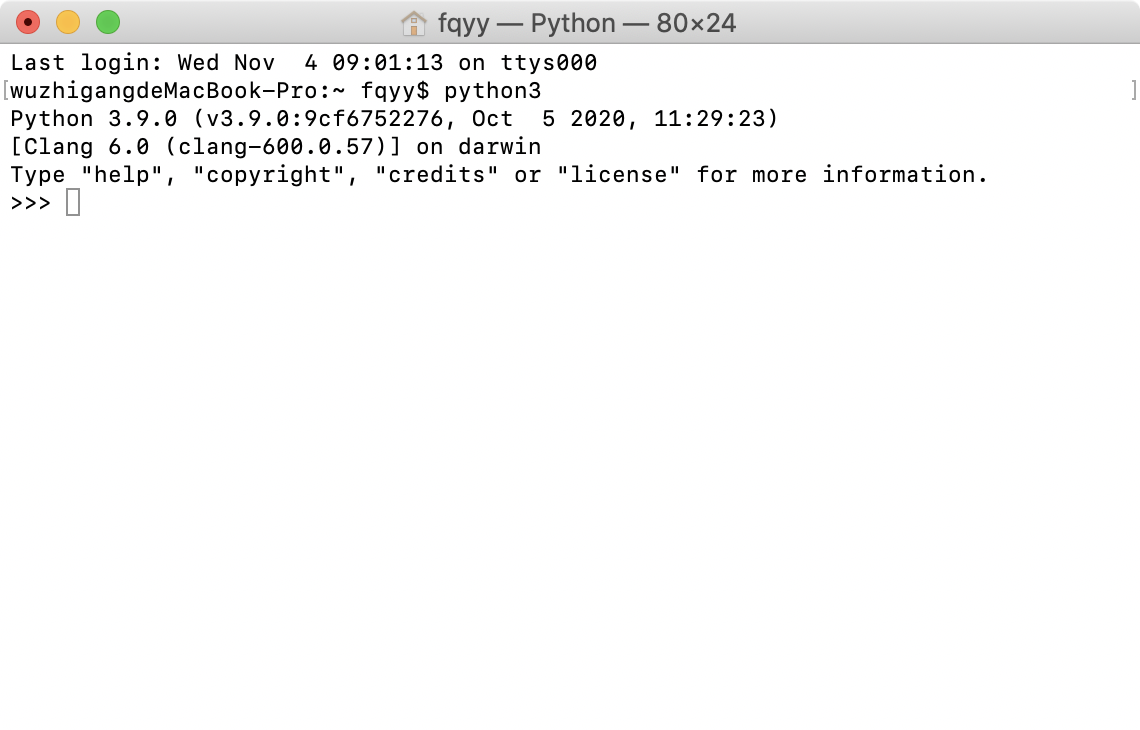 fqyy — Python — 80×24
Last login: Wed Nov  4 09:01:13 on ttys000
[wuzhigangdeMacBook-Pro:~ fqyy$ python3 ]
Python 3.9.0 (v3.9.0:9cf6752276, Oct  5 2020, 11:29:23)
[Clang 6.0 (clang-600.0.57)] on darwin
Type "help", "copyright", "credits" or "license" for more information.
>>>